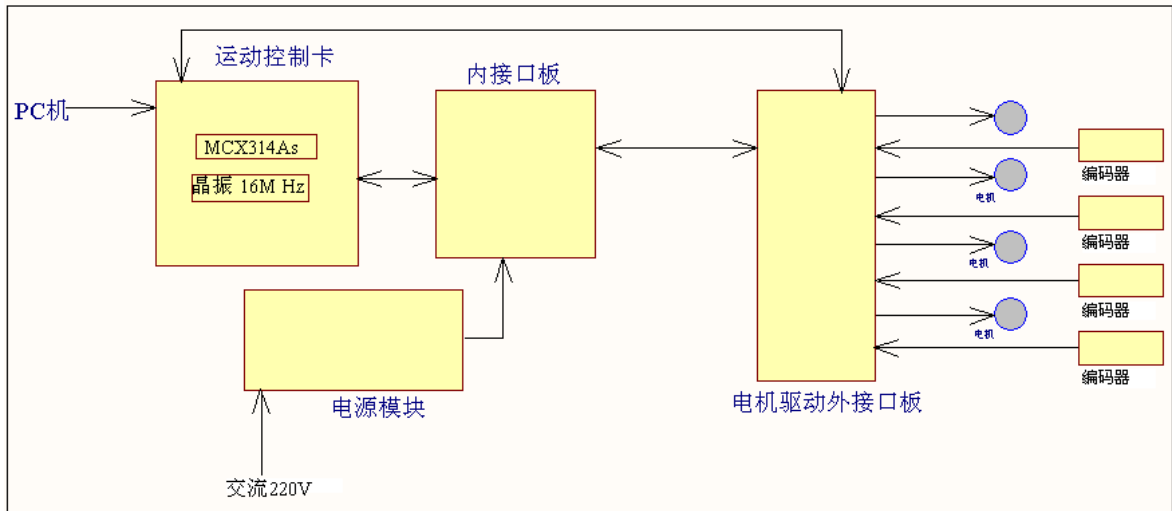 运动控制卡
内接口板
PC机
MCX314As
晶振 16M Hz
编码器
电机
编码器
电机
编码器
电机
编码器
电源模块
电机驱动外接口板
交流220V